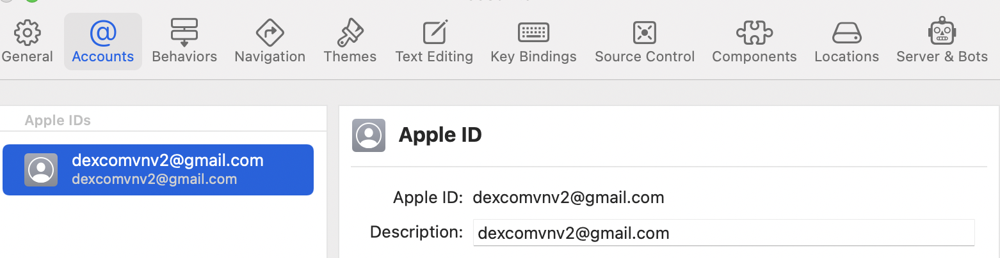 General
Accounts
Behaviors
Navigation
Themes
Text Editing
Key Bindings
Source Control
Components
Locations
Server & Bots
Apple IDs
dexcomvnv2@gmail.com
dexcomvnv2@gmail.com
Apple ID
Apple ID: dexcomvnv2@gmail.com
Description: dexcomvnv2@gmail.com